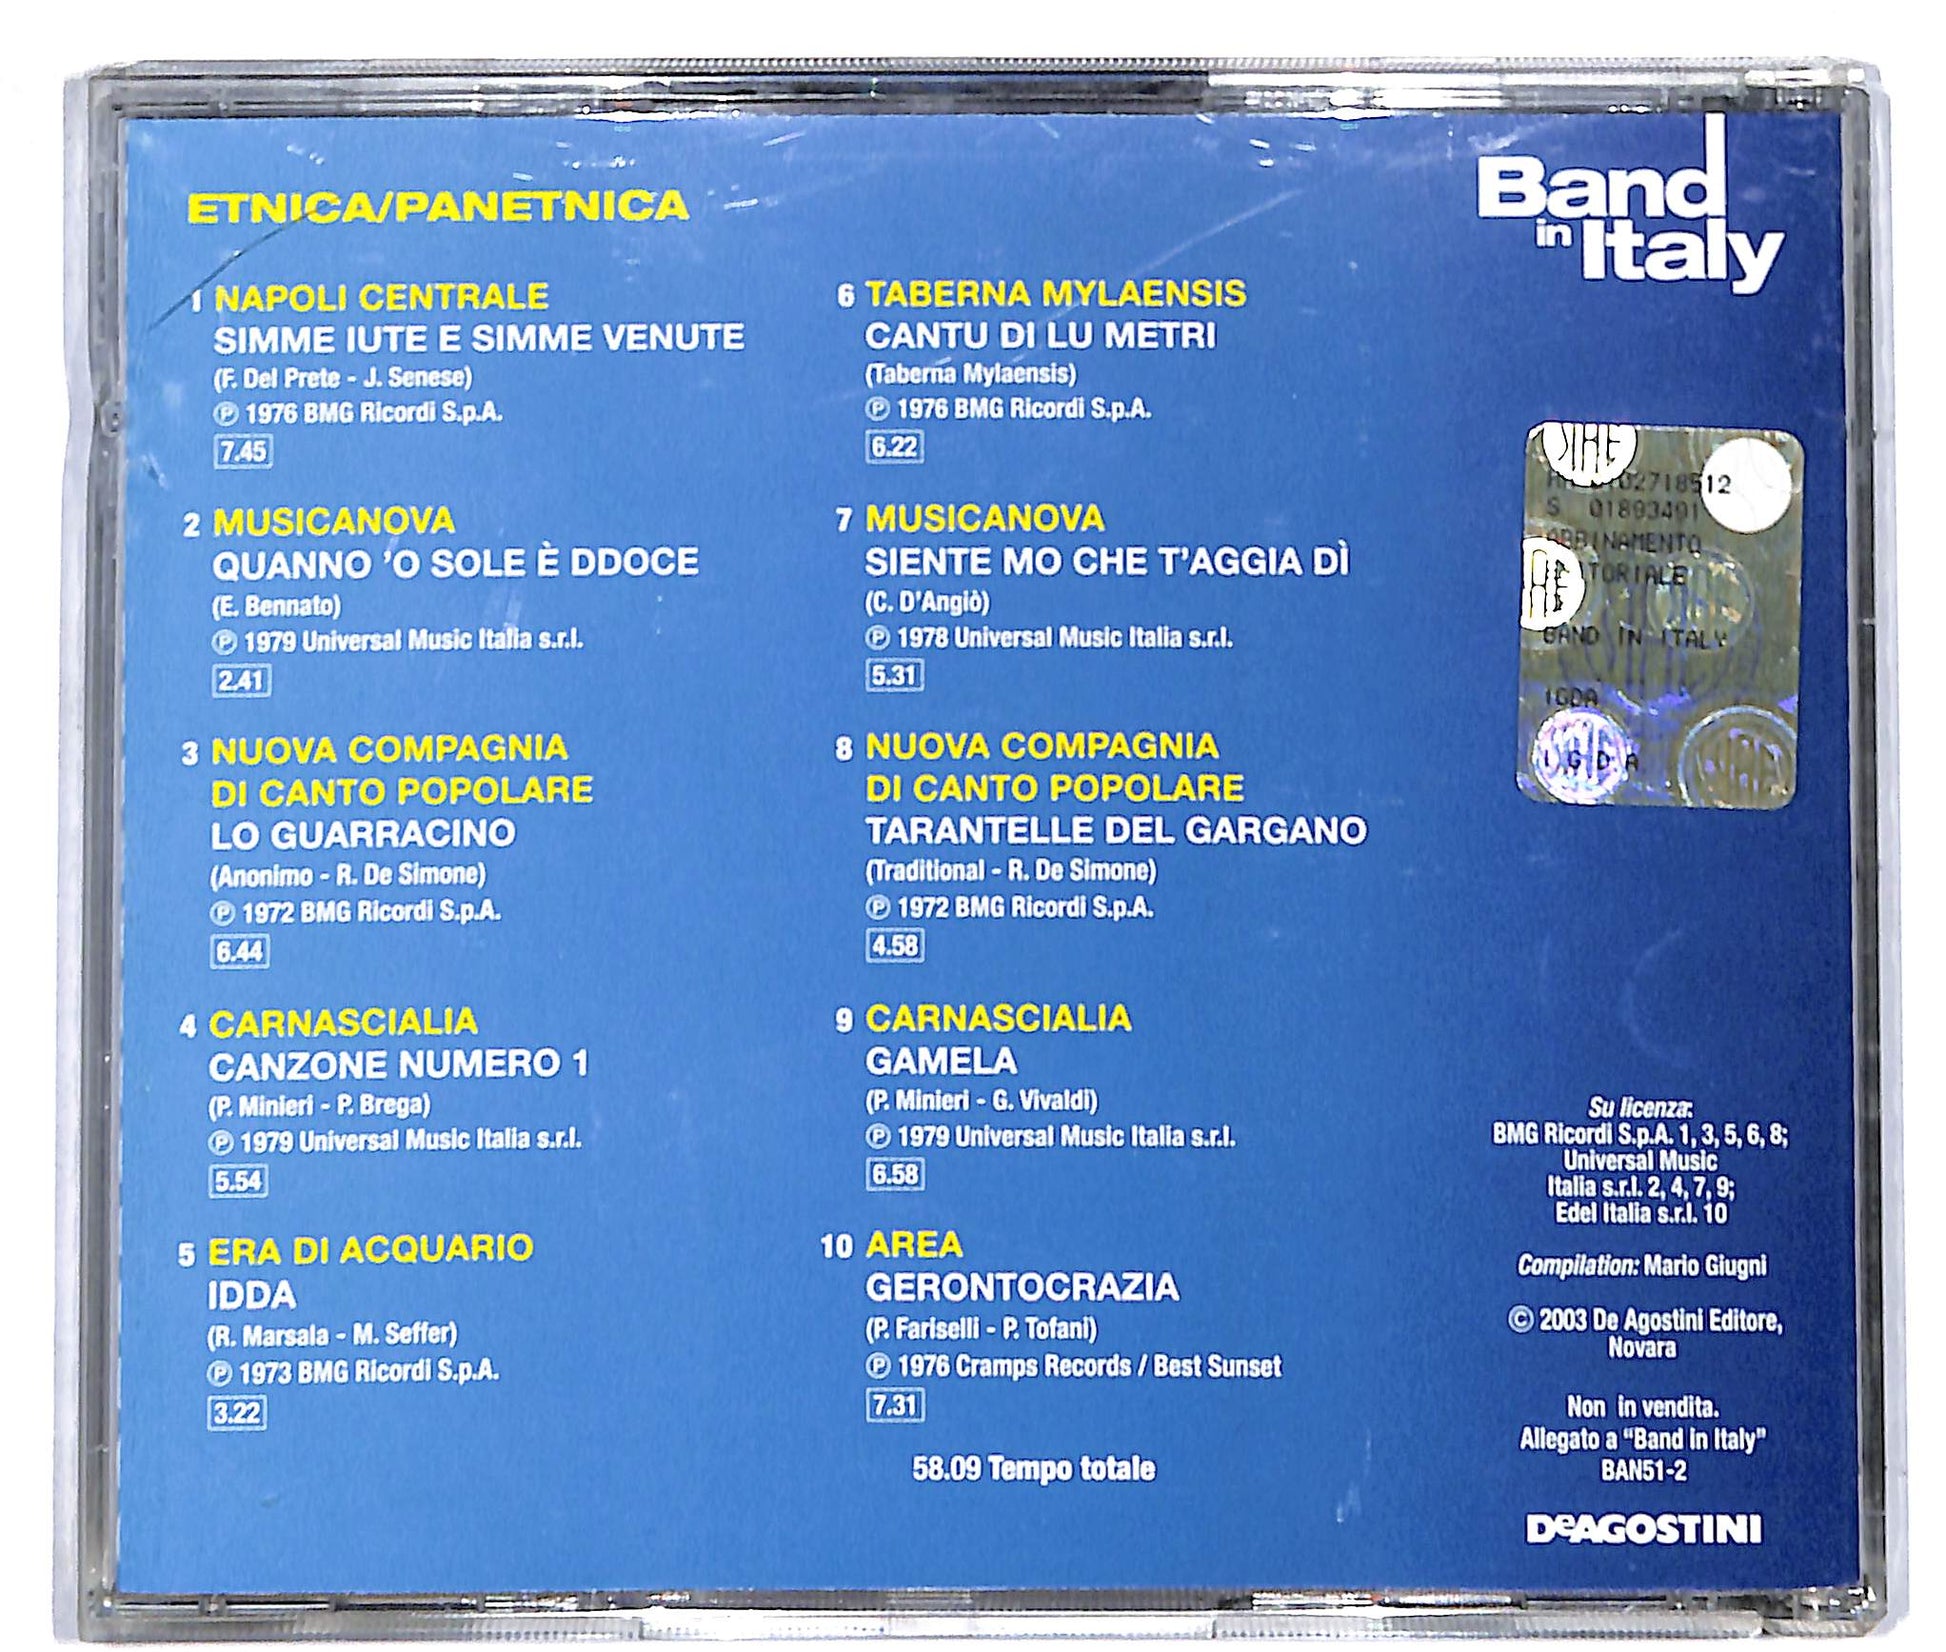 ETNICA/PANETNICA
1 NAPOLI CENTRALE
SIMME IUTE E SIMME VENUTE
(F. Del Prete - J. Senese)
℗ 1976 BMG Ricordi S.p.A.
7.45
2 MUSICANOVA
QUANNO 'O SOLE È DDOCE
(E. Bennato)
℗ 1979 Universal Music Italia s.r.l.
2.41
3 NUOVA COMPAGNIA
DI CANTO POPOLARE
LO GUARRACINO
(Anonimo - R. De Simone)
℗ 1972 BMG Ricordi S.p.A.
6.44
4 CARNASCIALIA
CANZONE NUMERO 1
(P. Minieri - P. Brega)
℗ 1979 Universal Music Italia s.r.l.
5.54
5 ERA DI ACQUARIO
IDDA
(R. Marsala - M. Seffer)
℗ 1973 BMG Ricordi S.p.A.
3.22
6 TABERNA MYLAENSIS
CANTU DI LU METRI
(Taberna Mylaensis)
℗ 1976 BMG Ricordi S.p.A.
6.22
7 MUSICANOVA
SIENTE MO CHE T'AGGIA DÌ
(C. D'Angiò)
℗ 1978 Universal Music Italia s.r.l.
5.31
8 NUOVA COMPAGNIA
DI CANTO POPOLARE
TARANTELLE DEL GARGANO
(Traditional - R. De Simone)
℗ 1972 BMG Ricordi S.p.A.
4.58
9 CARNASCIALIA
GAMELA
(P. Minieri - G. Vivaldi)
℗ 1979 Universal Music Italia s.r.l.
6.58
10 AREA
GERONTOCRAZIA
(P. Fariselli - P. Tofani)
℗ 1976 Cramps Records / Best Sunset
7.31
58.09 Tempo totale
Band
in Italy
SIAE
S 01893491
BAND IN ITALY
IGDA
I G D A
Su licenza:
BMG Ricordi S.p.A. 1, 3, 5, 6, 8;
Universal Music
Italia s.r.l. 2, 4, 7, 9;
Edel Italia s.r.l. 10
Compilation: Mario Giugni
© 2003 De Agostini Editore,
Novara
Non in vendita.
Allegato a "Band in Italy"
BAN51-2
DeAGOSTINI